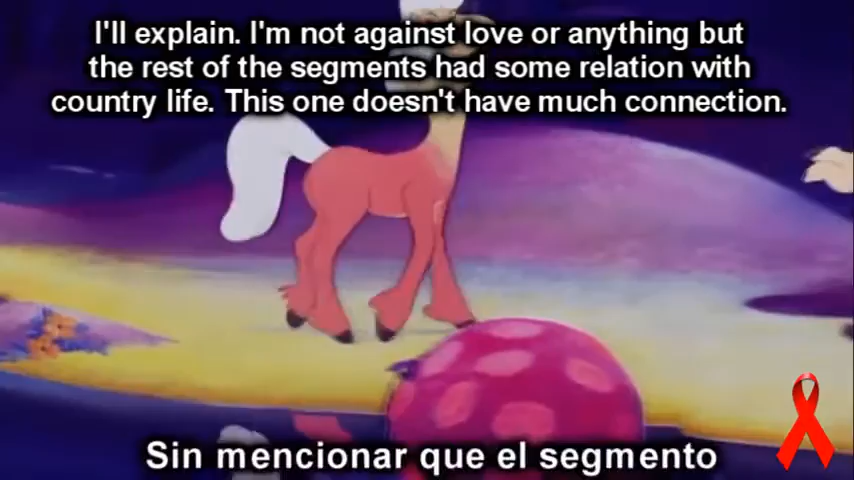 I'll explain. I'm not against love or anything but
the rest of the segments had some relation with
country life. This one doesn't have much connection.
Sin mencionar que el segmento